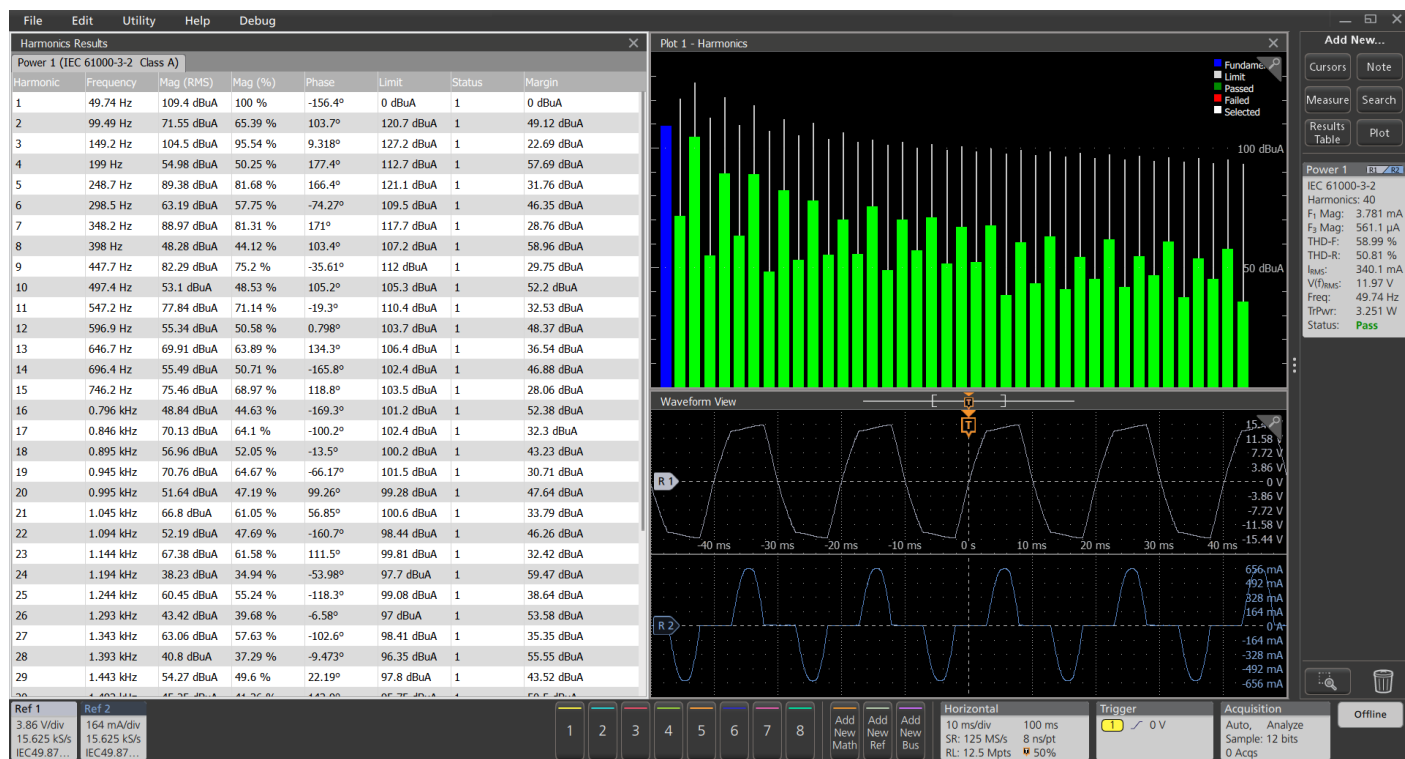 File Edit Utility Help Debug
Harmonics Results
Power 1 (IEC 61000-3-2 Class A)
Harmonic Frequency Mag (RMS) Mag (%) Phase Limit Status Margin
1 49.74 Hz 109.4 dBuA 100 % -156.4º 0 dBuA 1 0 dBuA
2 99.49 Hz 71.55 dBuA 65.39 % 103.7º 120.7 dBuA 1 49.12 dBuA
3 149.2 Hz 104.5 dBuA 95.54 % 9.318º 127.2 dBuA 1 22.69 dBuA
4 199 Hz 54.98 dBuA 50.25 % 177.4º 112.7 dBuA 1 57.69 dBuA
5 248.7 Hz 89.38 dBuA 81.68 % 166.4º 121.1 dBuA 1 31.76 dBuA
6 298.5 Hz 63.19 dBuA 57.75 % -74.27º 109.5 dBuA 1 46.35 dBuA
7 348.2 Hz 88.97 dBuA 81.31 % 171º 117.7 dBuA 1 28.76 dBuA
8 398 Hz 48.28 dBuA 44.12 % 103.4º 107.2 dBuA 1 58.96 dBuA
9 447.7 Hz 82.29 dBuA 75.2 % -35.61º 112 dBuA 1 29.75 dBuA
10 497.4 Hz 53.1 dBuA 48.53 % 105.2º 105.3 dBuA 1 52.2 dBuA
11 547.2 Hz 77.84 dBuA 71.14 % -19.3º 110.4 dBuA 1 32.53 dBuA
12 596.9 Hz 55.34 dBuA 50.58 % 0.798º 103.7 dBuA 1 48.37 dBuA
13 646.7 Hz 69.91 dBuA 63.89 % 134.3º 106.4 dBuA 1 36.54 dBuA
14 696.4 Hz 55.49 dBuA 50.71 % -165.8º 102.4 dBuA 1 46.88 dBuA
15 746.2 Hz 75.46 dBuA 68.97 % 118.8º 103.5 dBuA 1 28.06 dBuA
16 0.796 kHz 48.84 dBuA 44.63 % -169.3º 101.2 dBuA 1 52.38 dBuA
17 0.846 kHz 70.13 dBuA 64.1 % -100.2º 102.4 dBuA 1 32.3 dBuA
18 0.895 kHz 56.96 dBuA 52.05 % -13.5º 100.2 dBuA 1 43.23 dBuA
19 0.945 kHz 70.76 dBuA 64.67 % -66.17º 101.5 dBuA 1 30.71 dBuA
20 0.995 kHz 51.64 dBuA 47.19 % 99.26º 99.28 dBuA 1 47.64 dBuA
21 1.045 kHz 66.8 dBuA 61.05 % 56.85º 100.6 dBuA 1 33.79 dBuA
22 1.094 kHz 52.19 dBuA 47.69 % -160.7º 98.44 dBuA 1 46.26 dBuA
23 1.144 kHz 67.38 dBuA 61.58 % 111.5º 99.81 dBuA 1 32.42 dBuA
24 1.194 kHz 38.23 dBuA 34.94 % -53.98º 97.7 dBuA 1 59.47 dBuA
25 1.244 kHz 60.45 dBuA 55.24 % -118.3º 99.08 dBuA 1 38.64 dBuA
26 1.293 kHz 43.42 dBuA 39.68 % -6.58º 97 dBuA 1 53.58 dBuA
27 1.343 kHz 63.06 dBuA 57.63 % -102.6º 98.41 dBuA 1 35.35 dBuA
28 1.393 kHz 40.8 dBuA 37.29 % -9.473º 96.35 dBuA 1 55.55 dBuA
29 1.443 kHz 54.27 dBuA 49.6 % 22.19º 97.8 dBuA 1 43.52 dBuA
Plot 1 - Harmonics
Limit
Passed
Failed
Selected
100 dBuA
50 dBuA
Waveform View
T
T
11.58 V
7.72 V
3.86 V
0 V
-3.86 V
-7.72 V
-11.58 V
-15.44 V
R 1
-40 ms -30 ms -20 ms -10 ms 0 s 10 ms 20 ms 30 ms 40 ms
656 mA
492 mA
328 mA
164 mA
0 A
-164 mA
-328 mA
-492 mA
-656 mA
R 2
Add New...
Cursors Note
Measure Search
Results Table Plot
Power 1 R1 R2
IEC 61000-3-2
Harmonics: 40
F₁ Mag: 3.781 mA
F₃ Mag: 561.1 µA
THD-F: 58.99 %
THD-R: 50.81 %
IRMS: 340.1 mA
V(f)RMS: 11.97 V
Freq: 49.74 Hz
TrPwr: 3.251 W
Status: Pass
Ref 1
3.86 V/div
15.625 kS/s
IEC49.87...
Ref 2
164 mA/div
15.625 kS/s
IEC49.87...
1 2 3 4 5 6 7 8
Add New Math
Add New Ref
Add New Bus
Horizontal
10 ms/div 100 ms
SR: 125 MS/s 8 ns/pt
RL: 12.5 Mpts 50%
Trigger
1 0 V
Acquisition
Auto, Analyze
Sample: 12 bits
0 Acqs
Offline